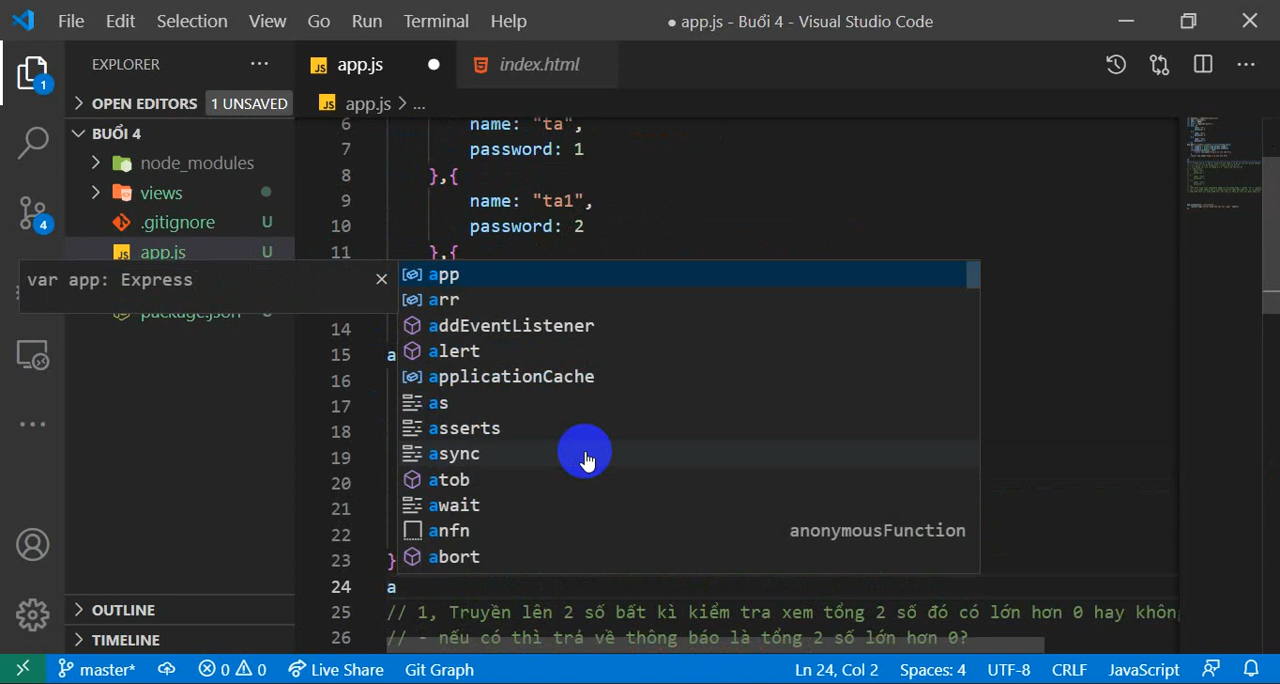 File Edit Selection View Go Run Terminal Help
● app.js - Buổi 4 - Visual Studio Code
EXPLORER
JS app.js
index.html
OPEN EDITORS 1 UNSAVED
JS app.js > ...
BUỔI 4
node_modules
views
.gitignore U
JS app.js U
var app: Express
package.json
6 name: "ta",
7 password: 1
8 },{
9 name: "ta1",
10 password: 2
11 },{
app
arr
addEventListener
14
alert
15 a
applicationCache
16
as
17
asserts
18
async
19
atob
20
await
21
anfn anonymousFunction
22
abort
23 }
24 a
25 // 1, Truyền lên 2 số bất kì kiểm tra xem tổng 2 số đó có lớn hơn 0 hay không
26 // - nếu có thì trả về thông báo là tổng 2 số lớn hơn 0?
OUTLINE
TIMELINE
1
4
master* 0 0 Live Share Git Graph Ln 24, Col 2 Spaces: 4 UTF-8 CRLF JavaScript